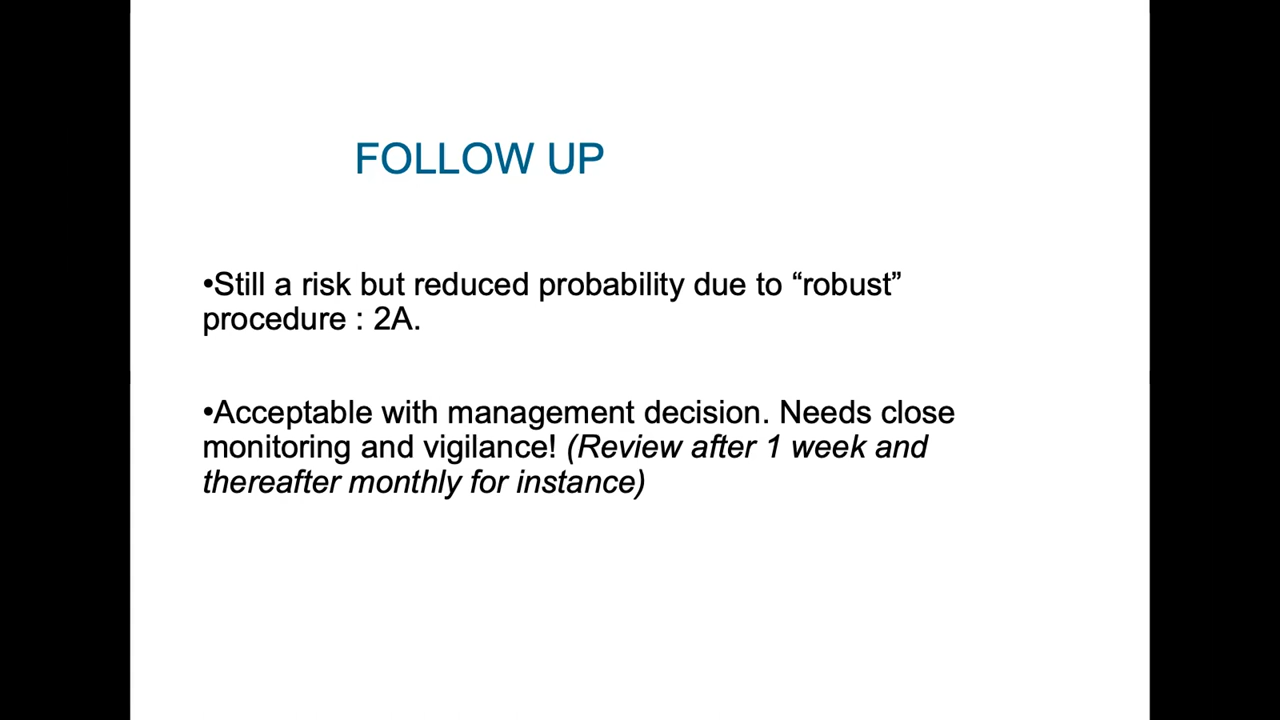 FOLLOW UP
•Still a risk but reduced probability due to “robust”
procedure : 2A.
•Acceptable with management decision. Needs close
monitoring and vigilance! (Review after 1 week and
thereafter monthly for instance)